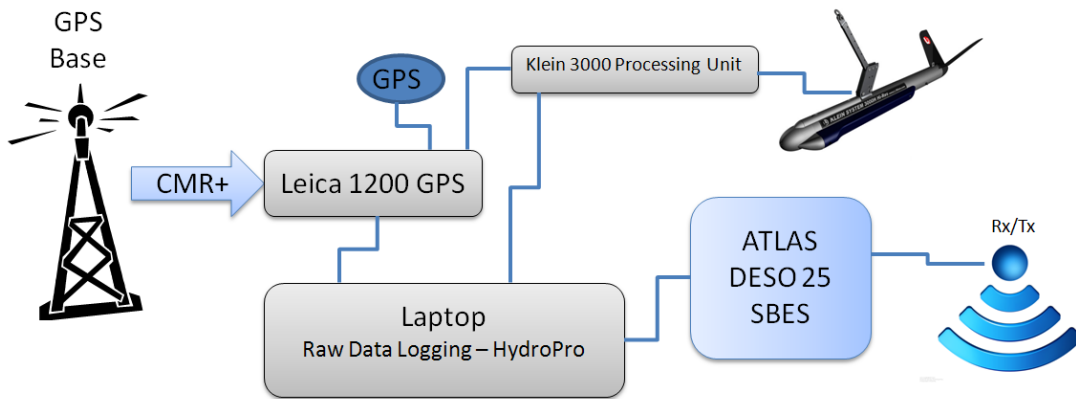 GPS
Base
GPS
Klein 3000 Processing Unit
CMR+
Leica 1200 GPS
ATLAS
DESO 25
SBES
Rx/Tx
Laptop
Raw Data Logging – HydroPro